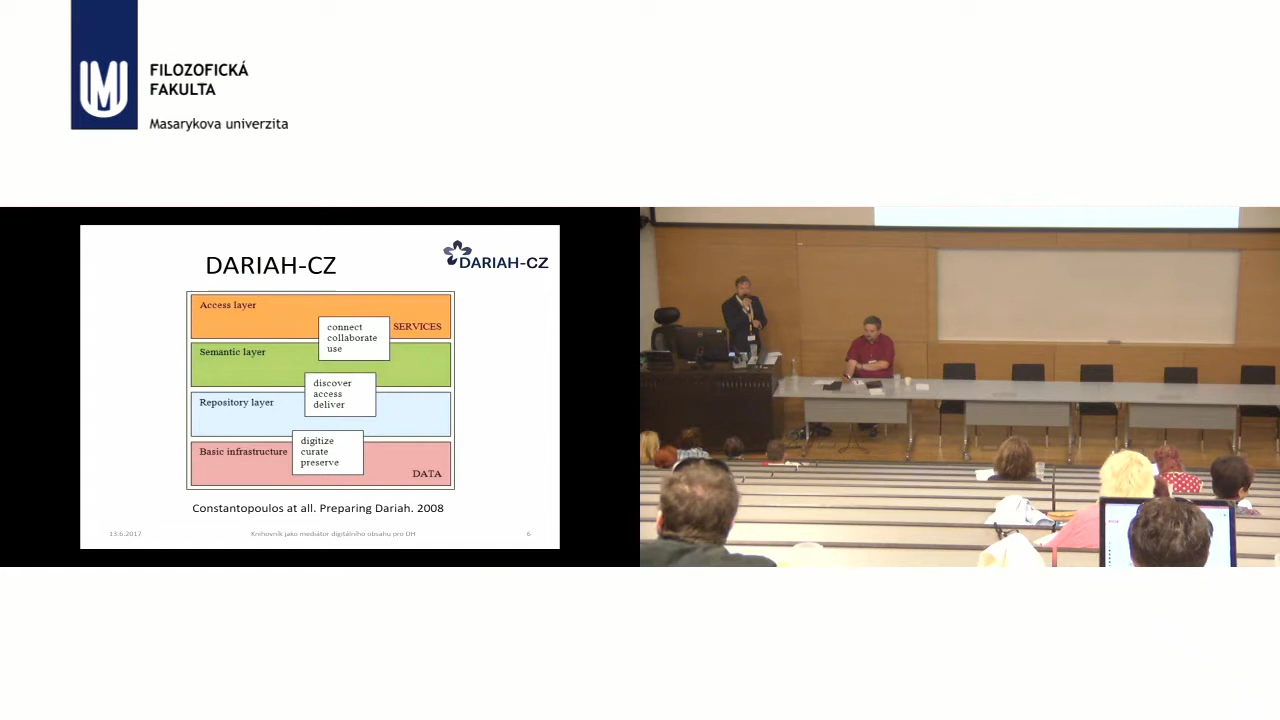 FILOZOFICKÁ
FAKULTA
Masarykova univerzita
DARIAH-CZ
DARIAH-CZ
Access layer
SERVICES
connect
collaborate
use
Semantic layer
discover
access
deliver
Repository layer
digitize
curate
preserve
Basic infrastructure
DATA
Constantopoulos at all. Preparing Dariah. 2008
13.6.2017
Knihovník jako mediátor digitálního obsahu pro DH
6